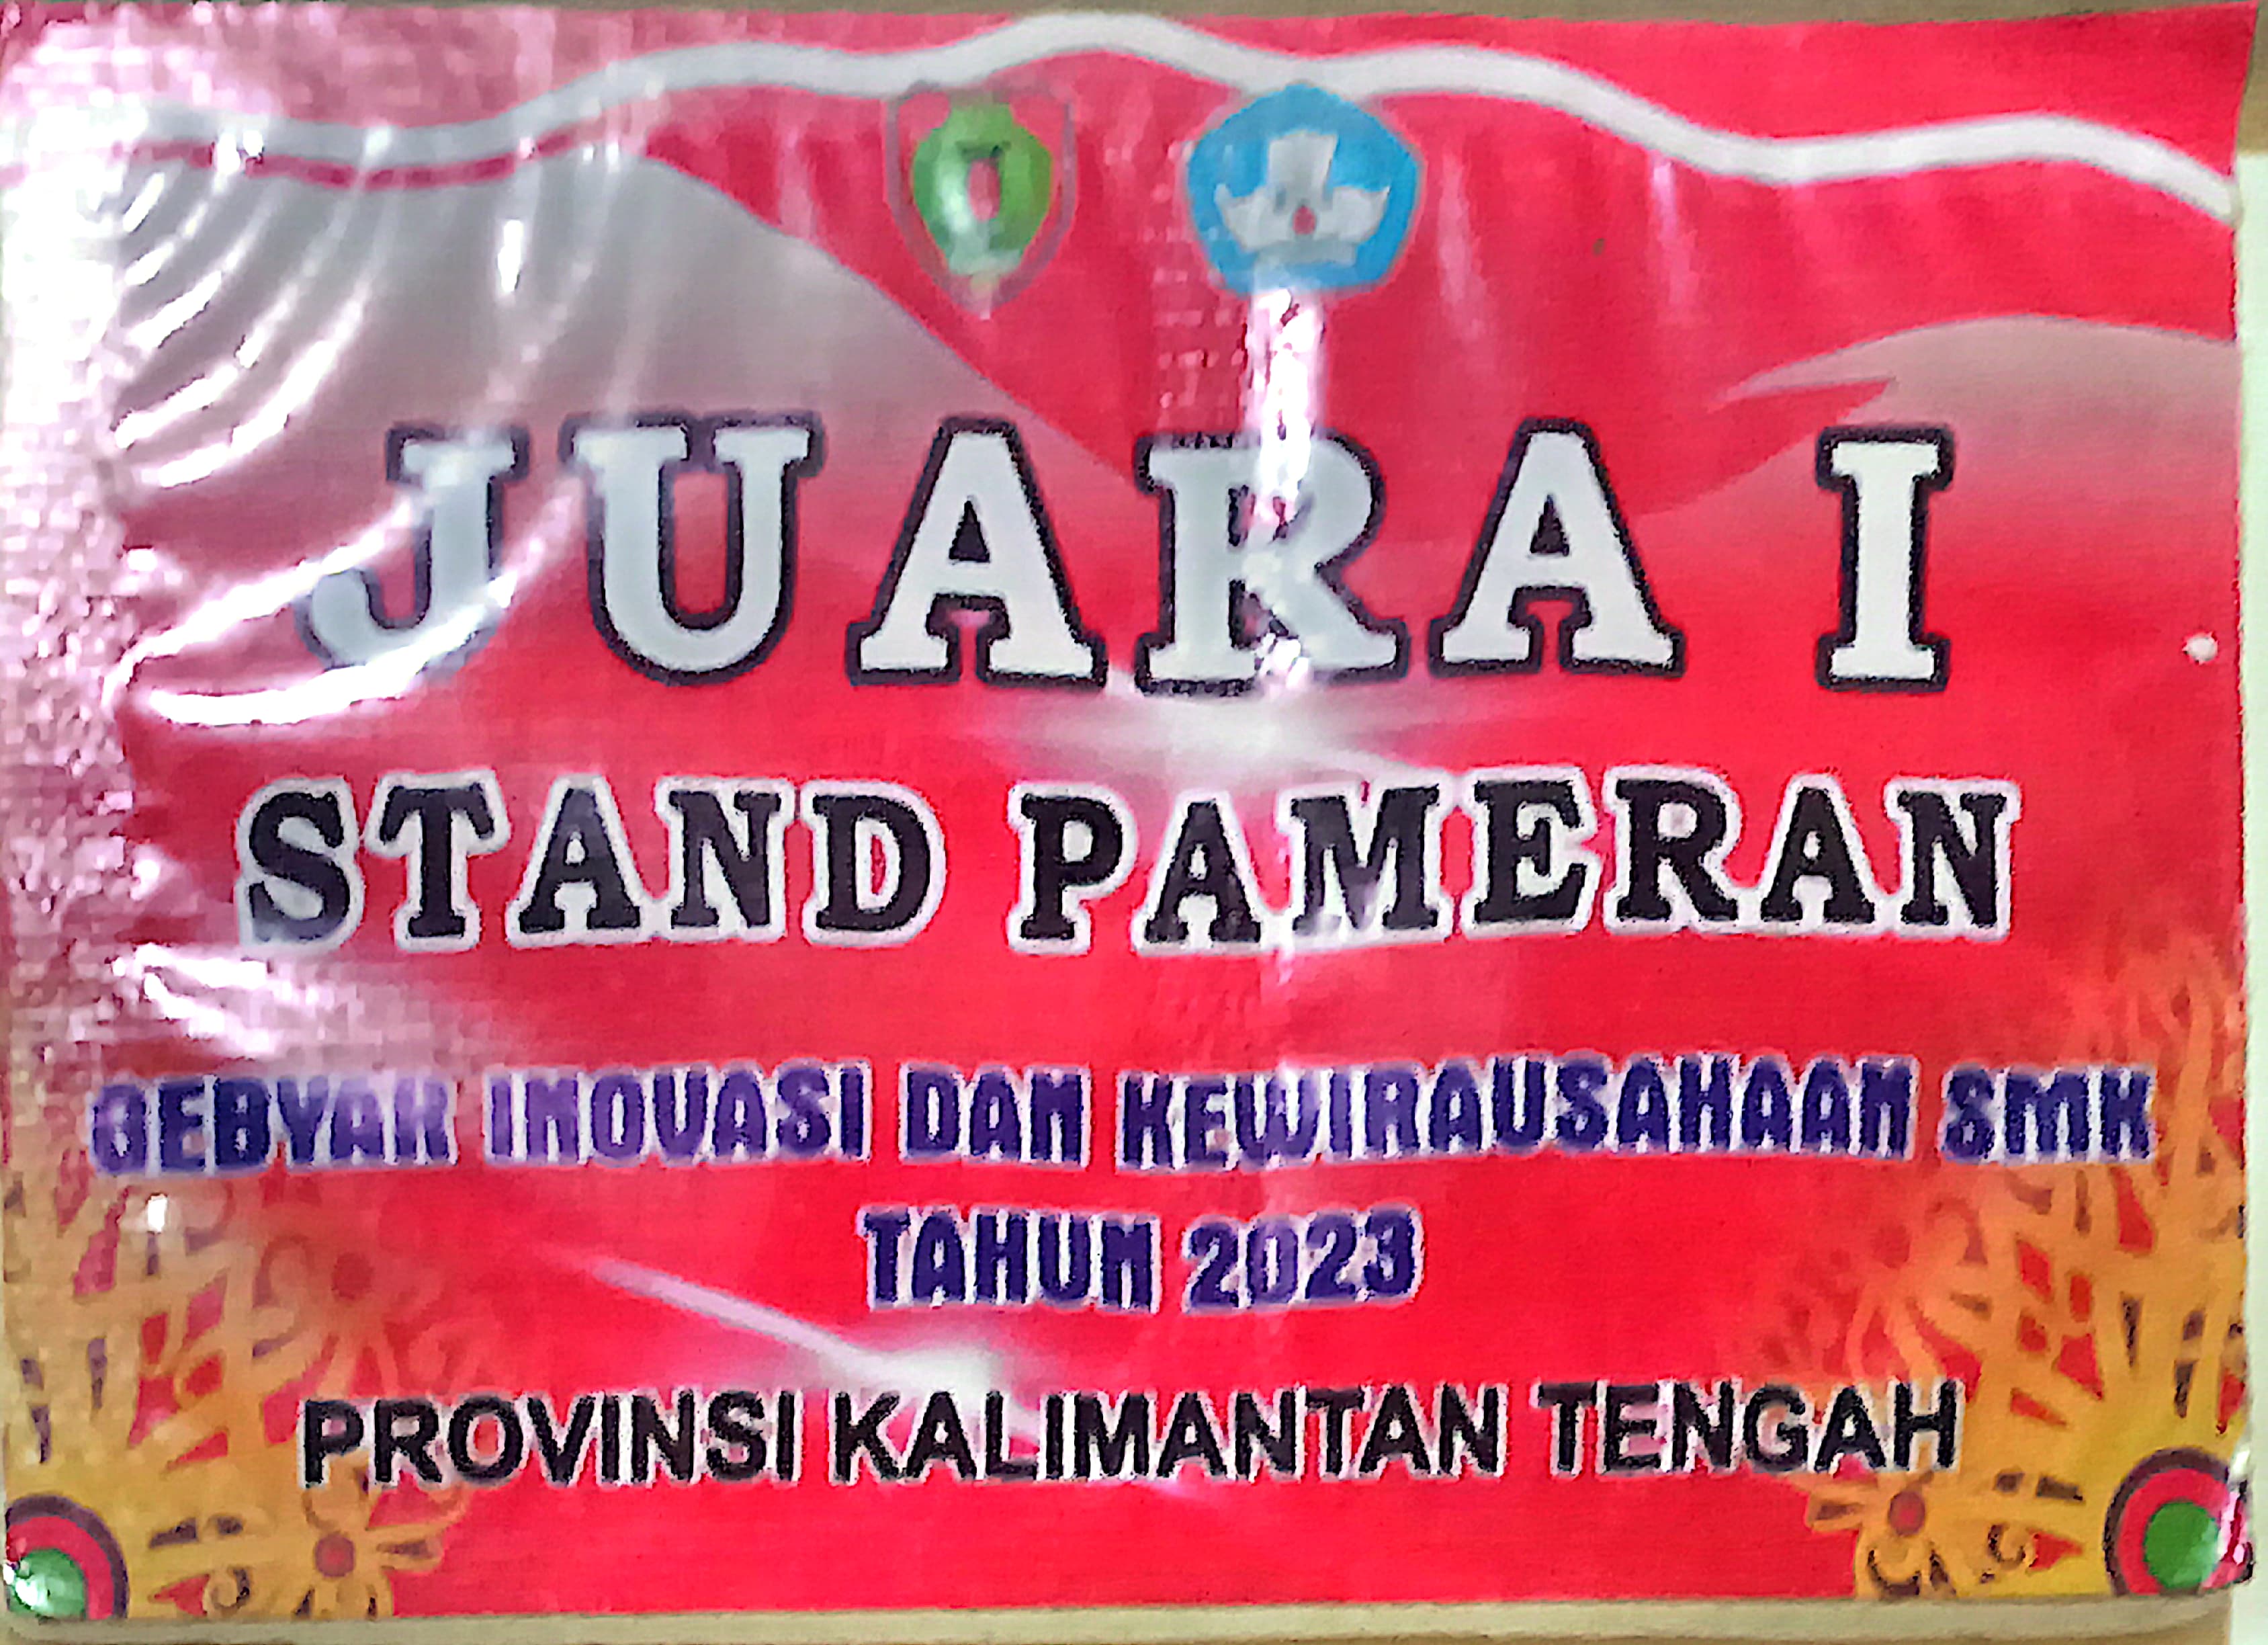 JUARA I
STAND PAMERAN
GEBYAR INOVASI DAN KEWIRAUSAHAAN SMK
TAHUN 2023
PROVINSI KALIMANTAN TENGAH